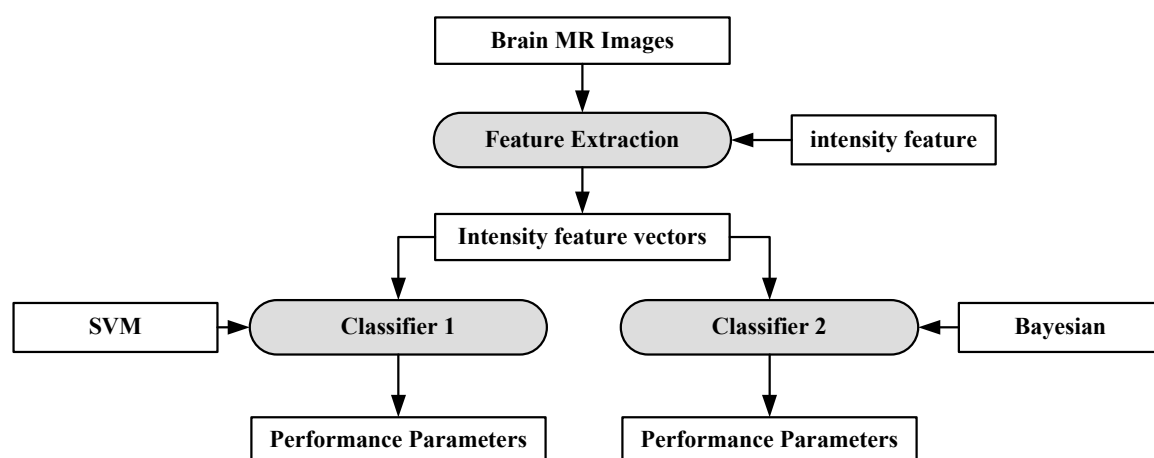 Brain MR Images
Feature Extraction
intensity feature
Intensity feature vectors
SVM
Classifier 1
Classifier 2
Bayesian
Performance Parameters
Performance Parameters